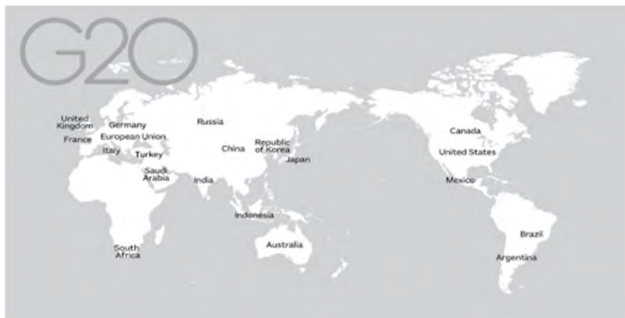 G20
United
Kingdom
Germany
France
European Union
Italy
Turkey
Saudi
Arabia
Russia
China
Republic
of Korea
Japan
India
Indonesia
South
Africa
Australia
Canada
United States
Mexico
Brazil
Argentina